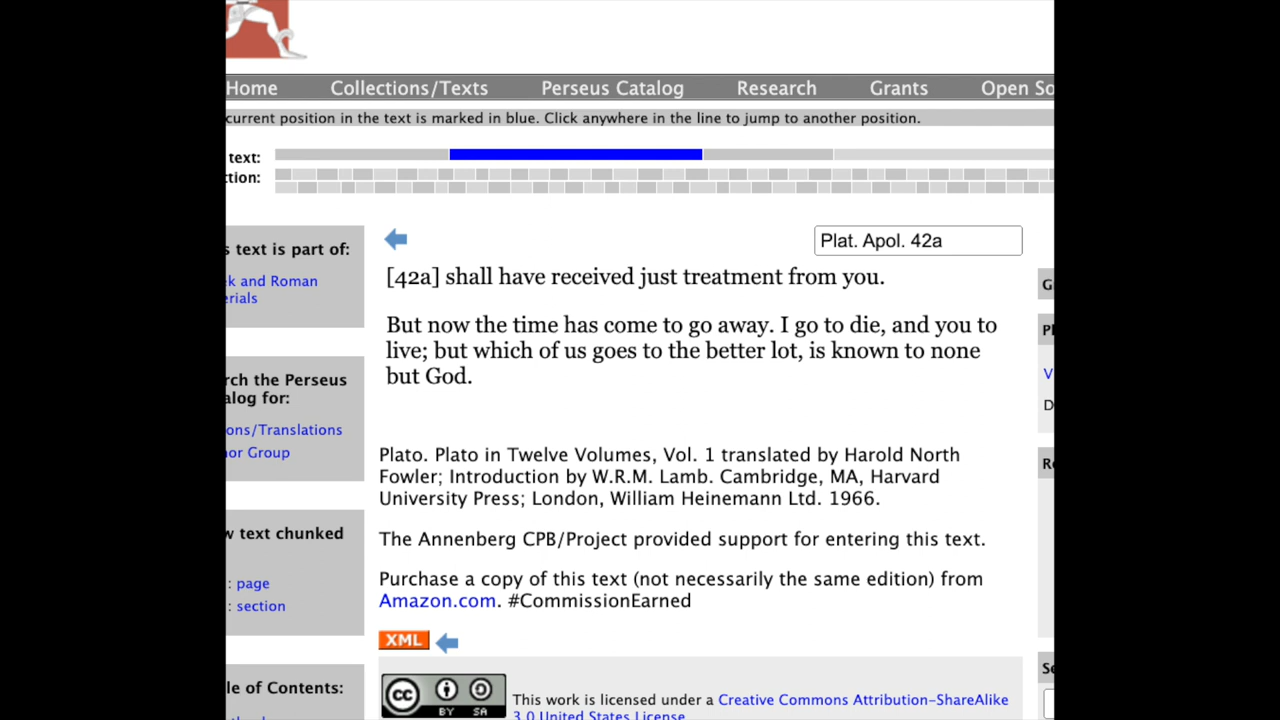 Home Collections/Texts Perseus Catalog Research Grants Open So
current position in the text is marked in blue. Click anywhere in the line to jump to another position.
text:
tion:
s text is part of:
ek and Roman
erials
rch the Perseus
alog for:
ons/Translations
or Group
w text chunked
: page
: section
le of Contents:
Plat. Apol. 42a
[42a] shall have received just treatment from you.
But now the time has come to go away. I go to die, and you to
live; but which of us goes to the better lot, is known to none
but God.
Plato. Plato in Twelve Volumes, Vol. 1 translated by Harold North
Fowler; Introduction by W.R.M. Lamb. Cambridge, MA, Harvard
University Press; London, William Heinemann Ltd. 1966.
The Annenberg CPB/Project provided support for entering this text.
Purchase a copy of this text (not necessarily the same edition) from
Amazon.com. #CommissionEarned
XML
cc BY SA
This work is licensed under a Creative Commons Attribution-ShareAlike
3.0 United States License
G
Pl
V
D
Re
Se